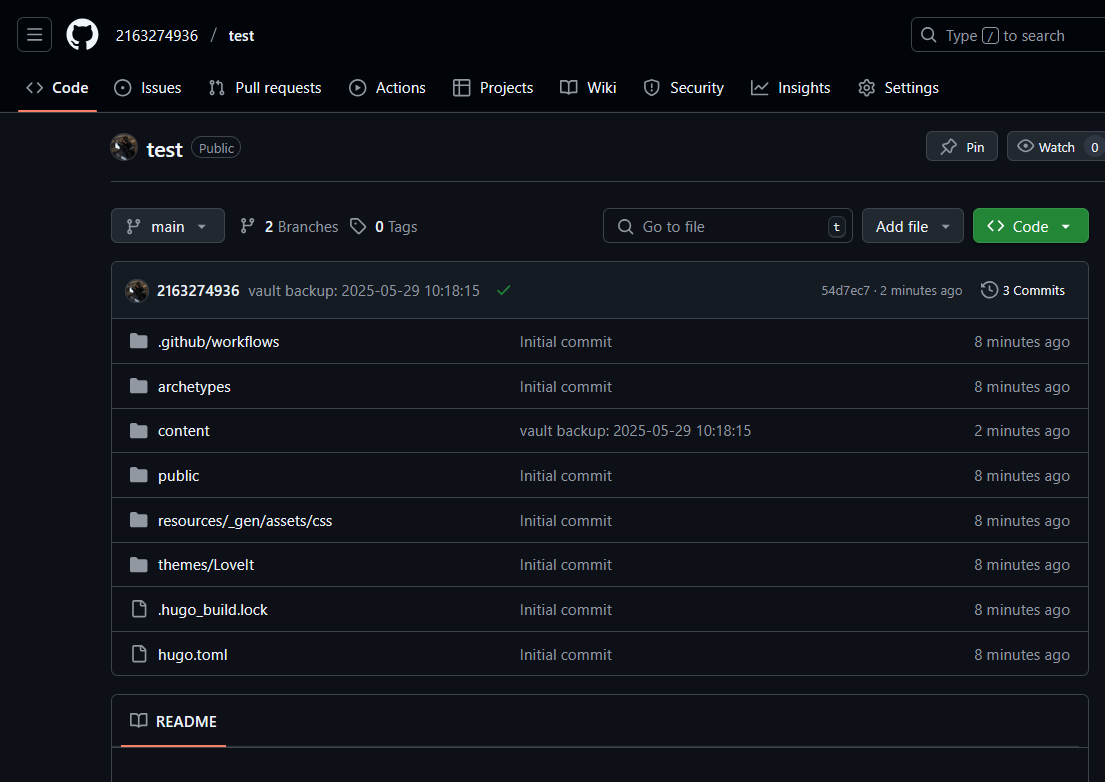 2163274936 / test
Type / to search
Code Issues Pull requests Actions Projects Wiki Security Insights Settings
test Public
Pin Watch 0
main 2 Branches 0 Tags Go to file t Add file Code
2163274936 vault backup: 2025-05-29 10:18:15 54d7ec7 · 2 minutes ago 3 Commits
.github/workflows Initial commit 8 minutes ago
archetypes Initial commit 8 minutes ago
content vault backup: 2025-05-29 10:18:15 2 minutes ago
public Initial commit 8 minutes ago
resources/_gen/assets/css Initial commit 8 minutes ago
themes/LoveIt Initial commit 8 minutes ago
.hugo_build.lock Initial commit 8 minutes ago
hugo.toml Initial commit 8 minutes ago
README